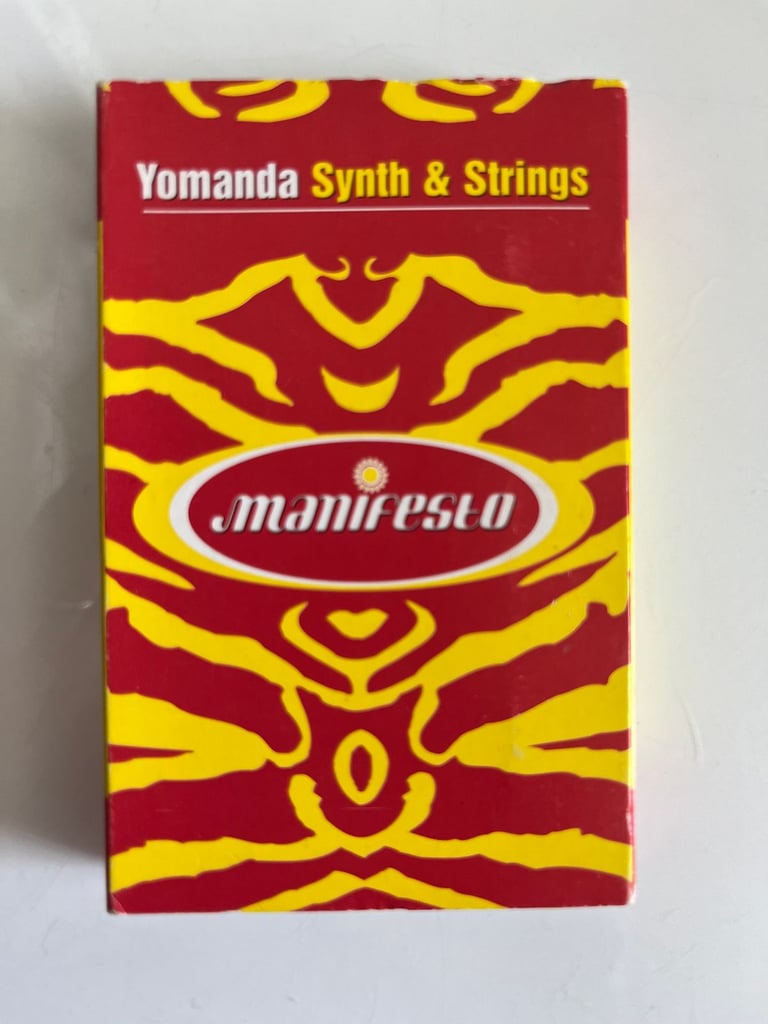 Yomanda Synth & Strings
manifesto